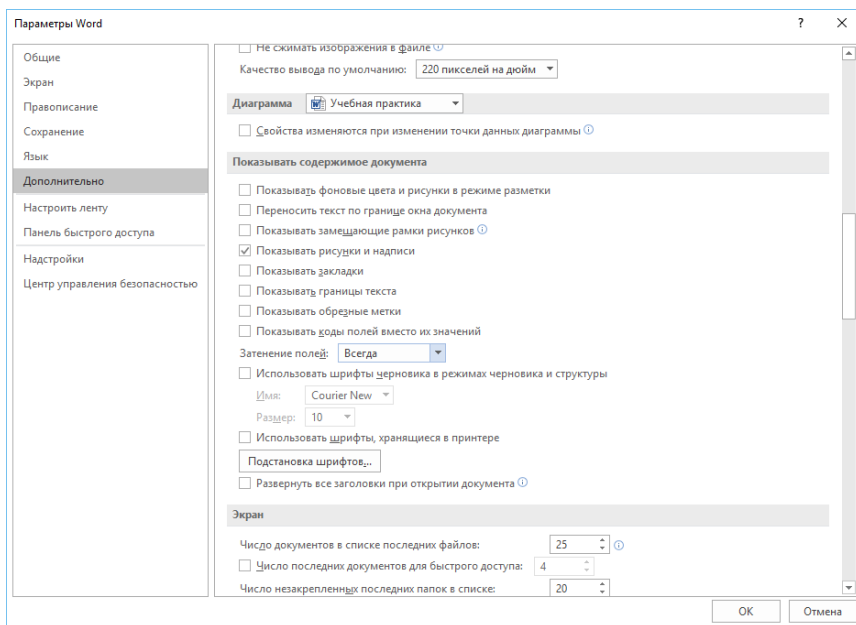 Параметры Word
Общие
Экран
Правописание
Сохранение
Язык
Дополнительно
Настроить ленту
Панель быстрого доступа
Надстройки
Центр управления безопасностью
Не сжимать изображения в файле
Качество вывода по умолчанию: 220 пикселей на дюйм
Диаграмма Учебная практика
Свойства изменяются при изменении точки данных диаграммы
Показывать содержимое документа
Показывать фоновые цвета и рисунки в режиме разметки
Переносить текст по границе окна документа
Показывать замещающие рамки рисунков
Показывать рисунки и надписи
Показывать закладки
Показывать границы текста
Показывать обрезные метки
Показывать коды полей вместо их значений
Затенение полей: Всегда
Использовать шрифты черновика в режимах черновика и структуры
Имя: Courier New
Размер: 10
Использовать шрифты, хранящиеся в принтере
Подстановка шрифтов...
Развернуть все заголовки при открытии документа
Экран
Число документов в списке последних файлов: 25
Число последних документов для быстрого доступа: 4
Число незакрепленных последних папок в списке: 20
ОК Отмена